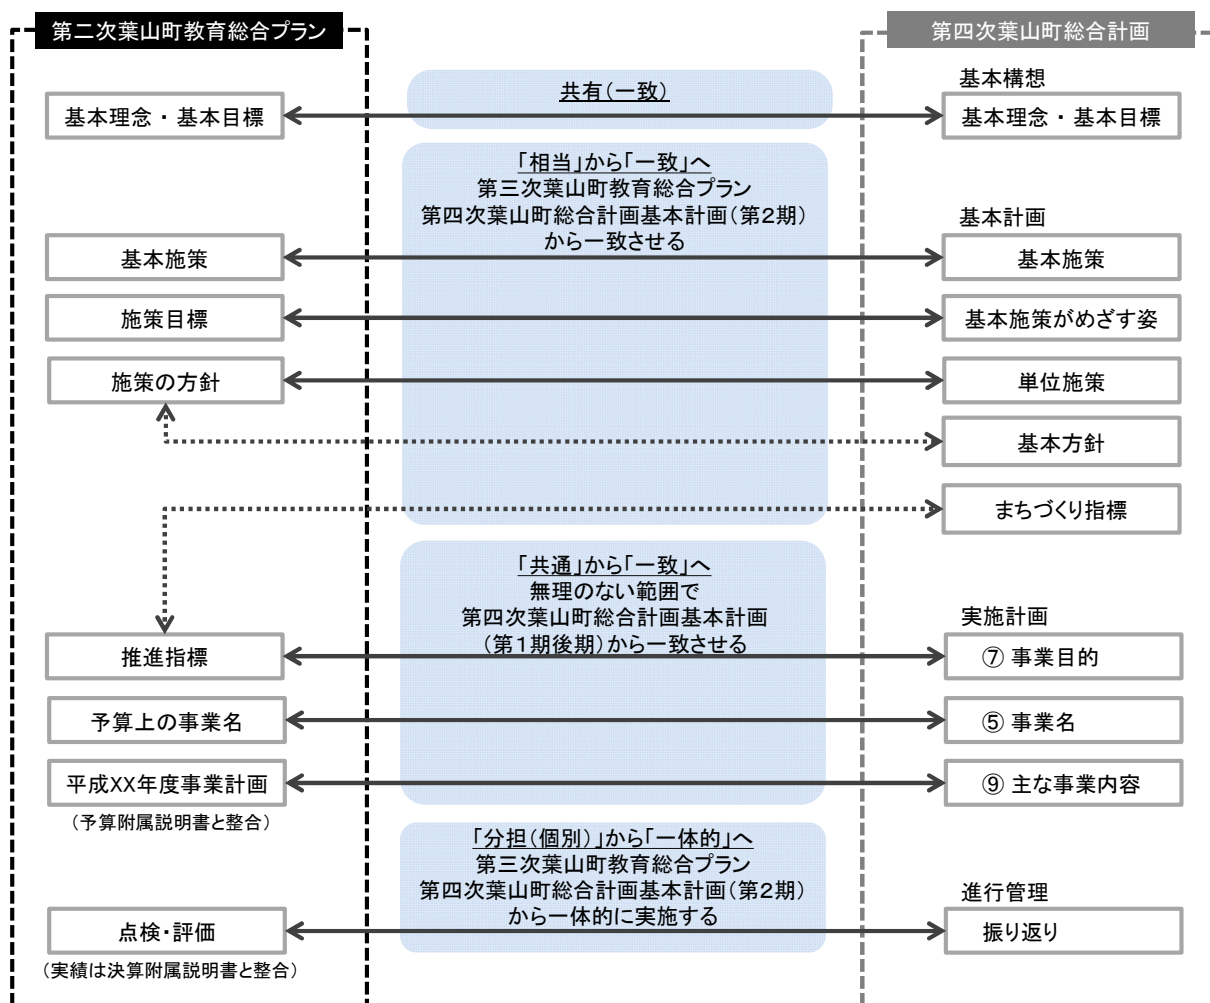 第二次葉山町教育総合プラン
第四次葉山町総合計画
共有(一致)
基本構想
基本理念・基本目標
基本理念・基本目標
「相当」から「一致」へ
第三次葉山町教育総合プラン
第四次葉山町総合計画基本計画(第2期)
から一致させる
基本計画
基本施策
基本施策
施策目標
基本施策がめざす姿
施策の方針
単位施策
基本方針
まちづくり指標
「共通」から「一致」へ
無理のない範囲で
第四次葉山町総合計画基本計画
(第1期後期)から一致させる
実施計画
推進指標
⑦ 事業目的
予算上の事業名
⑤ 事業名
平成XX年度事業計画
⑨ 主な事業内容
(予算附属説明書と整合)
「分担(個別)」から「一体的」へ
第三次葉山町教育総合プラン
第四次葉山町総合計画基本計画(第2期)
から一体的に実施する
進行管理
点検・評価
振り返り
(実績は決算附属説明書と整合)